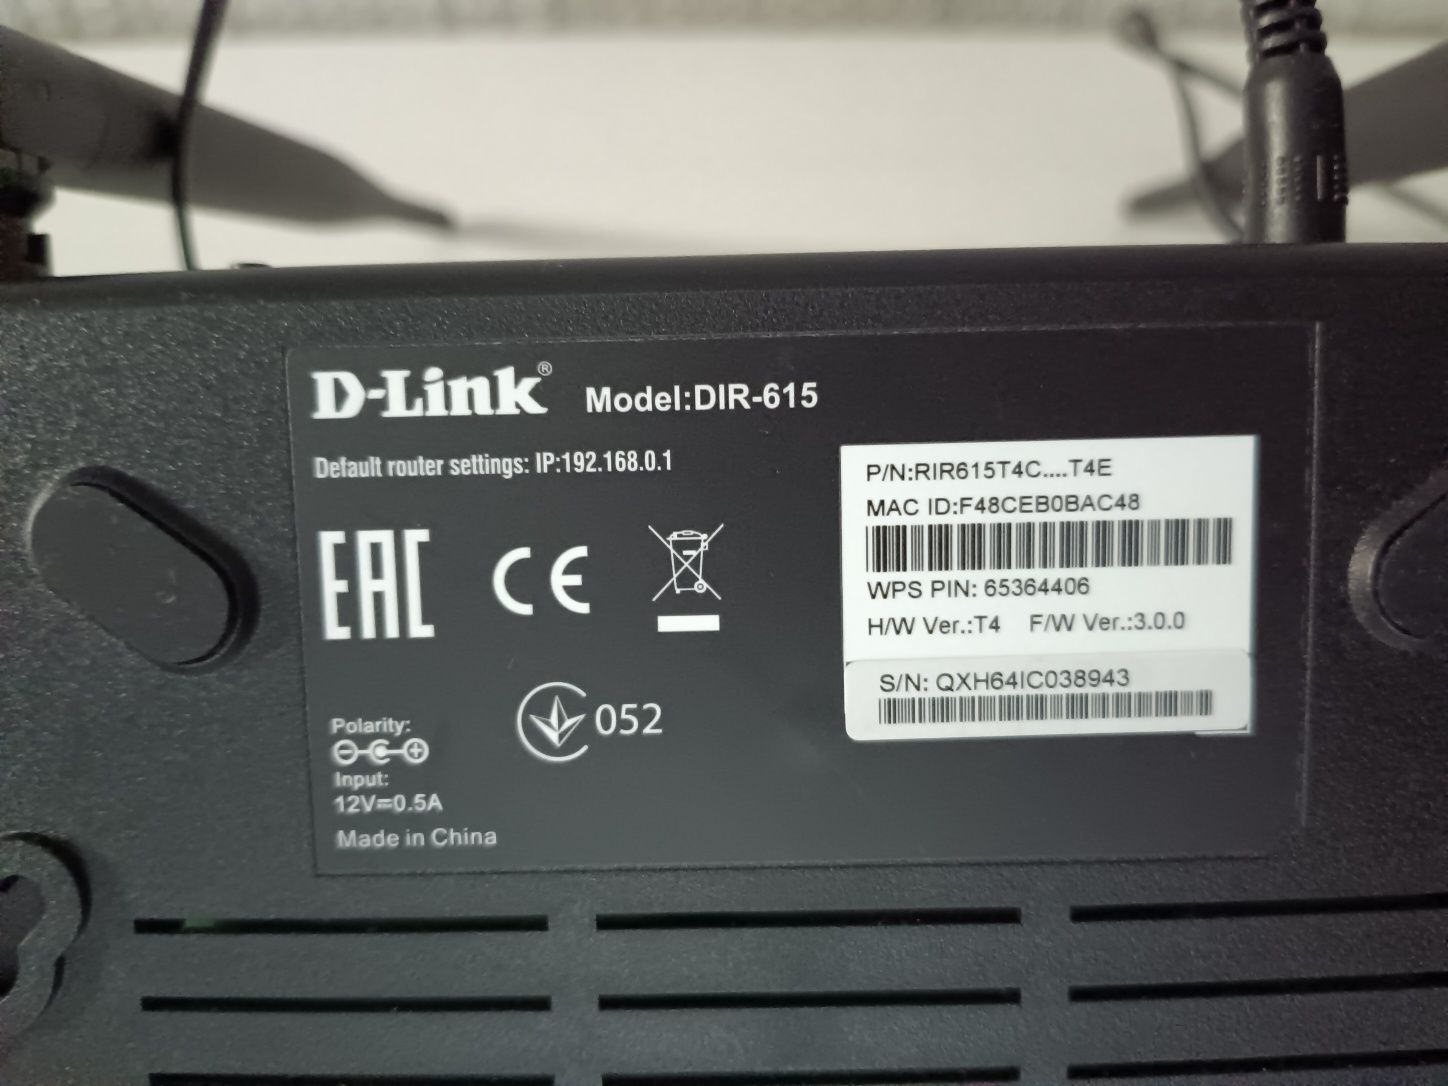 D-Link® Model:DIR-615
Default router settings: IP:192.168.0.1
EAC CE
052
Polarity:
Input:
12V⎓0.5A
Made in China
P/N:RIR615T4C....T4E
MAC ID:F48CEB0BAC48
WPS PIN: 65364406
H/W Ver.:T4 F/W Ver.:3.0.0
S/N: QXH64IC038943